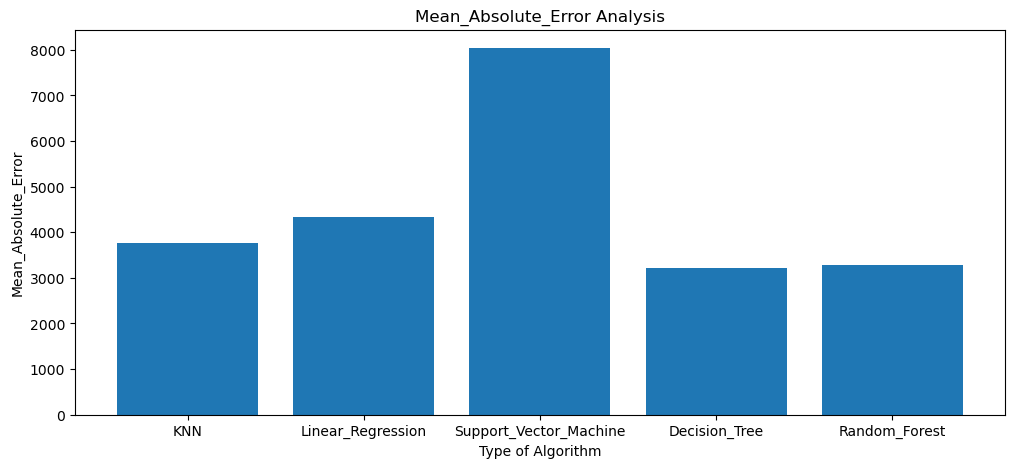 Mean_Absolute_Error Analysis
Mean_Absolute_Error
8000
7000
6000
5000
4000
3000
2000
1000
0
KNN Linear_Regression Support_Vector_Machine Decision_Tree Random_Forest
Type of Algorithm